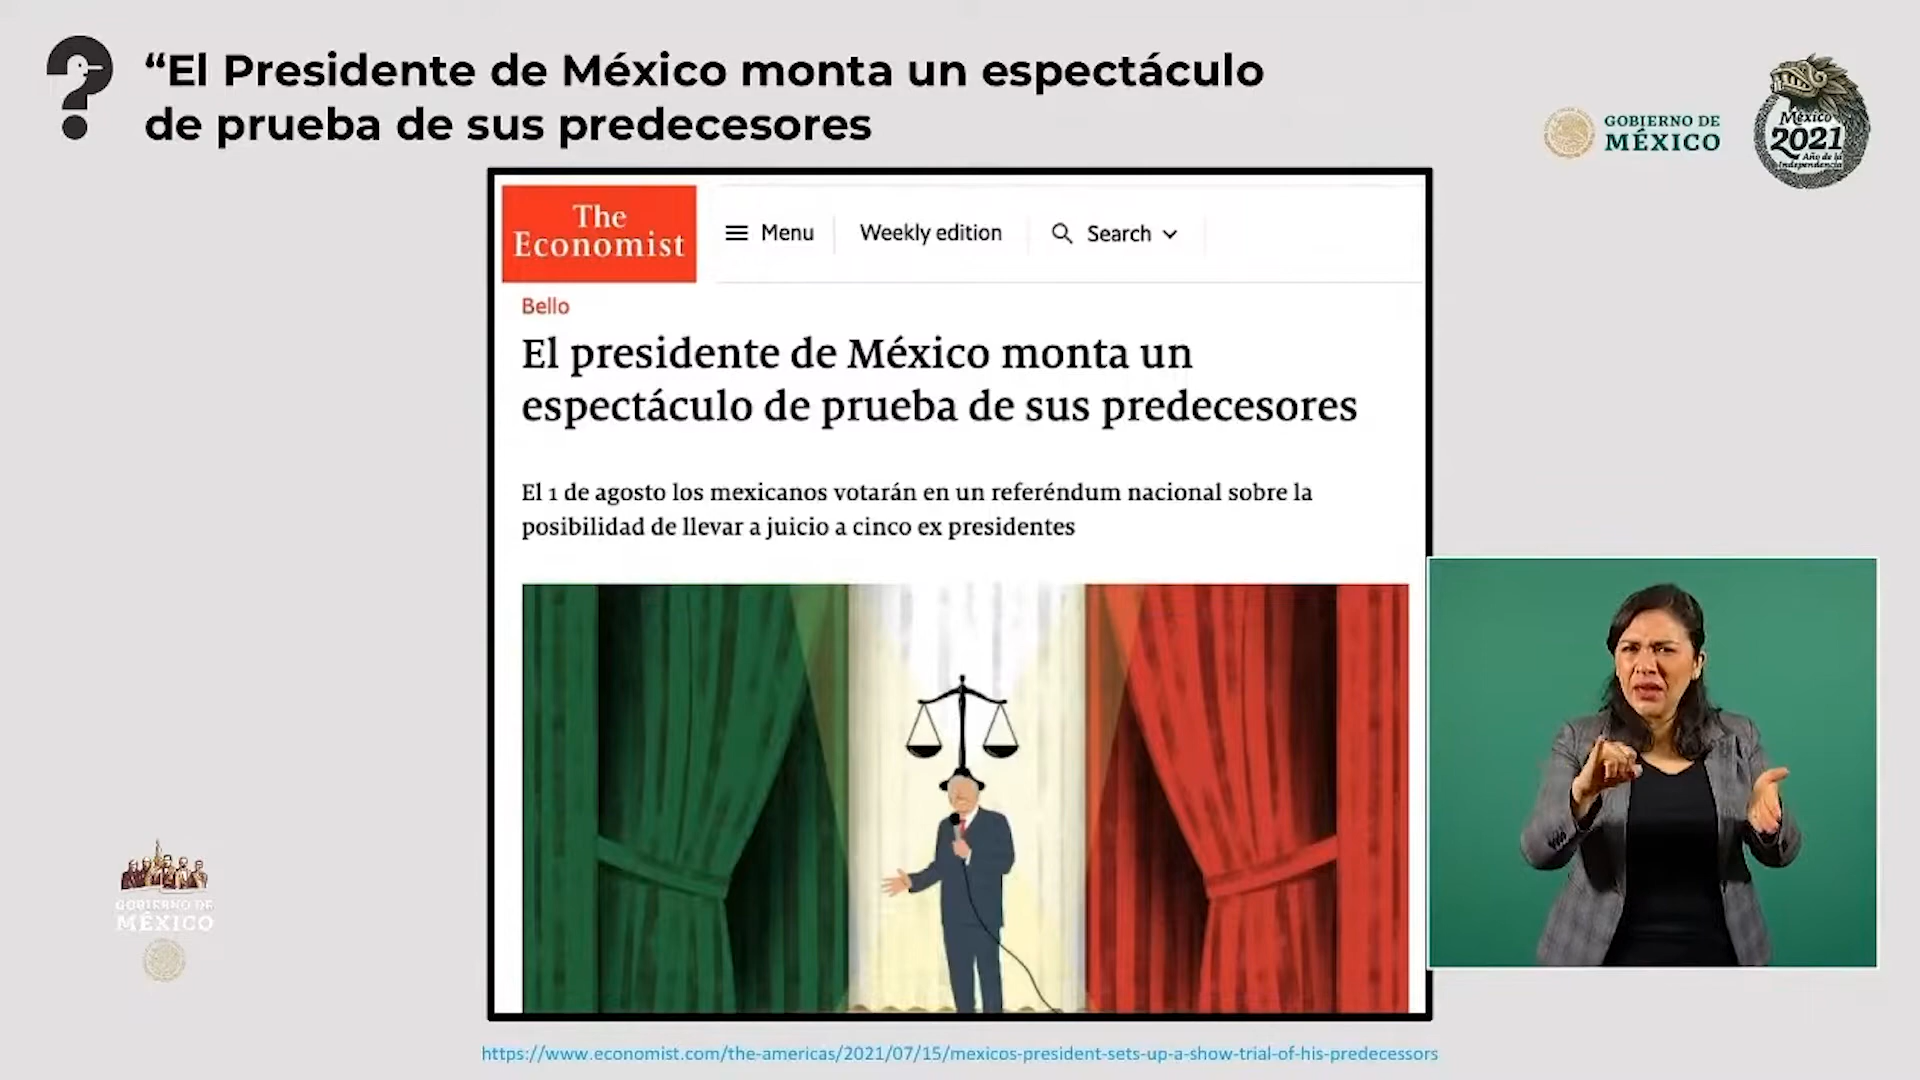 “El Presidente de México monta un espectáculo
de prueba de sus predecesores
GOBIERNO DE
MÉXICO
México
2021
Año de la
Independencia
The
Economist
Menu
Weekly edition
Search
Bello
El presidente de México monta un
espectáculo de prueba de sus predecesores
El 1 de agosto los mexicanos votarán en un referéndum nacional sobre la
posibilidad de llevar a juicio a cinco ex presidentes
GOBIERNO DE
MÉXICO
https://www.economist.com/the-americas/2021/07/15/mexicos-president-sets-up-a-show-trial-of-his-predecessors